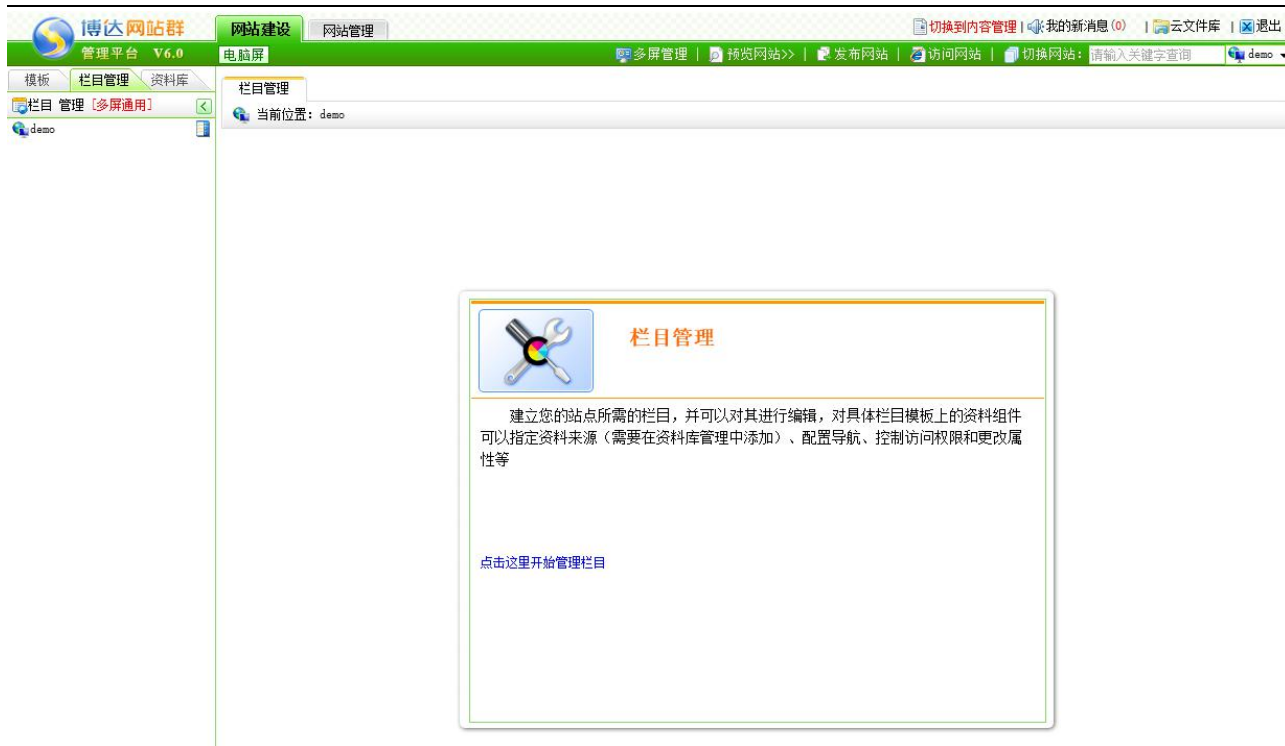 博达网站群
管理平台 V6.0
网站建设 网站管理
切换到内容管理 | 我的新消息(0) | 云文件库 | 退出
电脑屏
多屏管理 | 预览网站>> | 发布网站 | 访问网站 | 切换网站: 请输入关键字查询 demo
模板 栏目管理 资料库
栏目 管理 [多屏通用]
demo
栏目管理
当前位置: demo
栏目管理
建立您的站点所需的栏目，并可以对其进行编辑，对具体栏目模板上的资料组件
可以指定资料来源（需要在资料库管理中添加）、配置导航、控制访问权限和更改属
性等
点击这里开始管理栏目